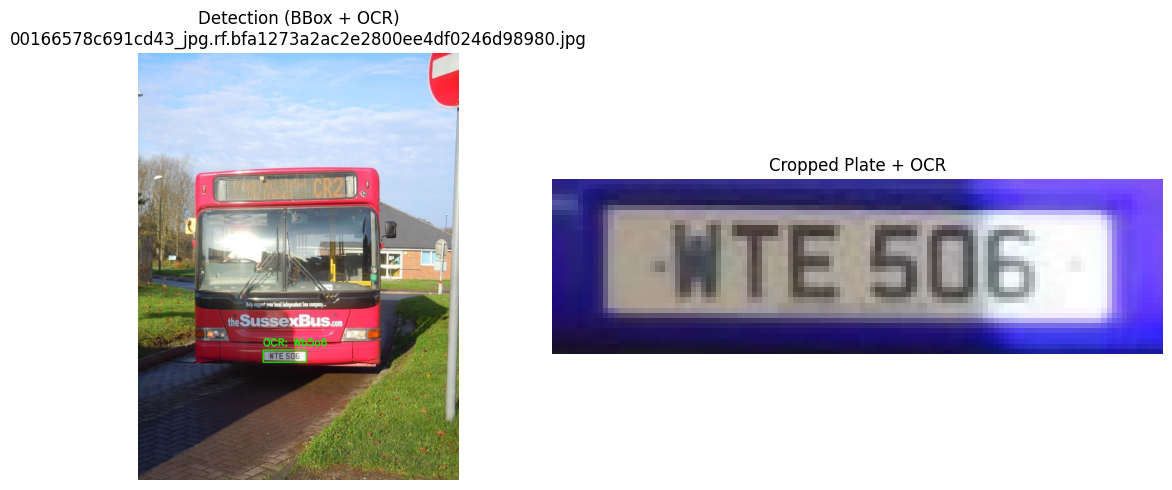 Detection (BBox + OCR)
00166578c691cd43_jpg.rf.bfa1273a2ac2e2800ee4df0246d98980.jpg
CR2
theSussexBus.com
WTE 506
Cropped Plate + OCR
WTE 506